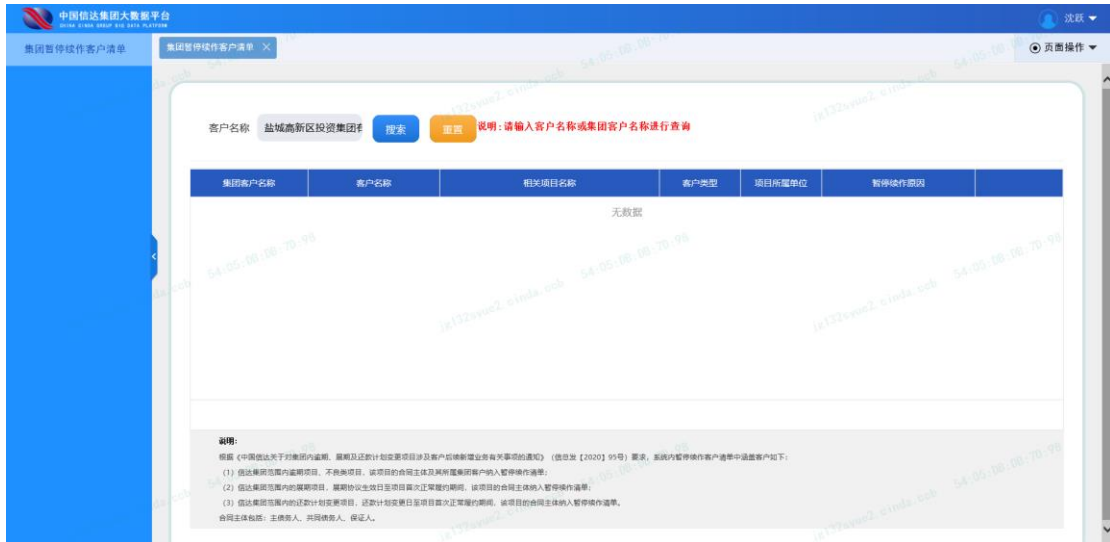 中国信达集团大数据平台
CHINA CINDA GROUP BIG DATA PLATFORM
沈跃
集团暂停续作客户清单
集团暂停续作客户清单
页面操作
客户名称 盐城高新区投资集团有 搜索 重置 说明:请输入客户名称或集团客户名称进行查询
集团客户名称 客户名称 相关项目名称 客户类型 项目所属单位 暂停续作原因
无数据
说明:
根据《中国信达关于对集团内逾期、展期及还款计划变更项目涉及客户后续新增业务有关事项的通知》(信总发【2020】95号)要求,系统内暂停续作客户清单中涵盖客户如下:
(1)信达集团范围内逾期项目、不良类项目,该项目的合同主体及其所属集团客户纳入暂停续作清单;
(2)信达集团范围内的展期项目,展期协议生效日至项目首次正常履约期间,该项目的合同主体纳入暂停续作清单;
(3)信达集团范围内的还款计划变更项目,还款计划变更日至项目首次正常履约的期间,该项目的合同主体纳入暂停续作清单。
合同主体包括:主债务人、共同债务人、保证人。